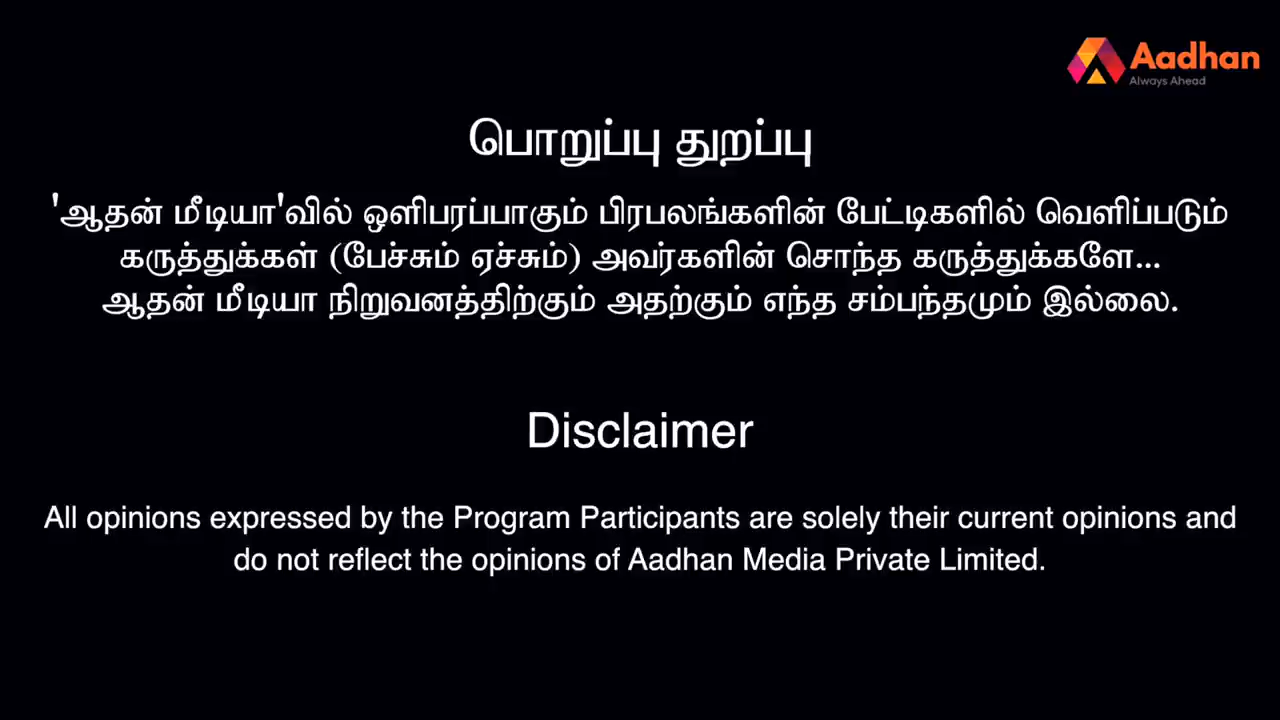 Aadhan
Always Ahead
பொறுப்பு துறப்பு
'ஆதன் மீடியா'வில் ஒளிபரப்பாகும் பிரபலங்களின் பேட்டிகளில் வெளிப்படும்
கருத்துக்கள் (பேச்சும் ஏச்சும்) அவர்களின் சொந்த கருத்துக்களே...
ஆதன் மீடியா நிறுவனத்திற்கும் அதற்கும் எந்த சம்பந்தமும் இல்லை.
Disclaimer
All opinions expressed by the Program Participants are solely their current opinions and
do not reflect the opinions of Aadhan Media Private Limited.